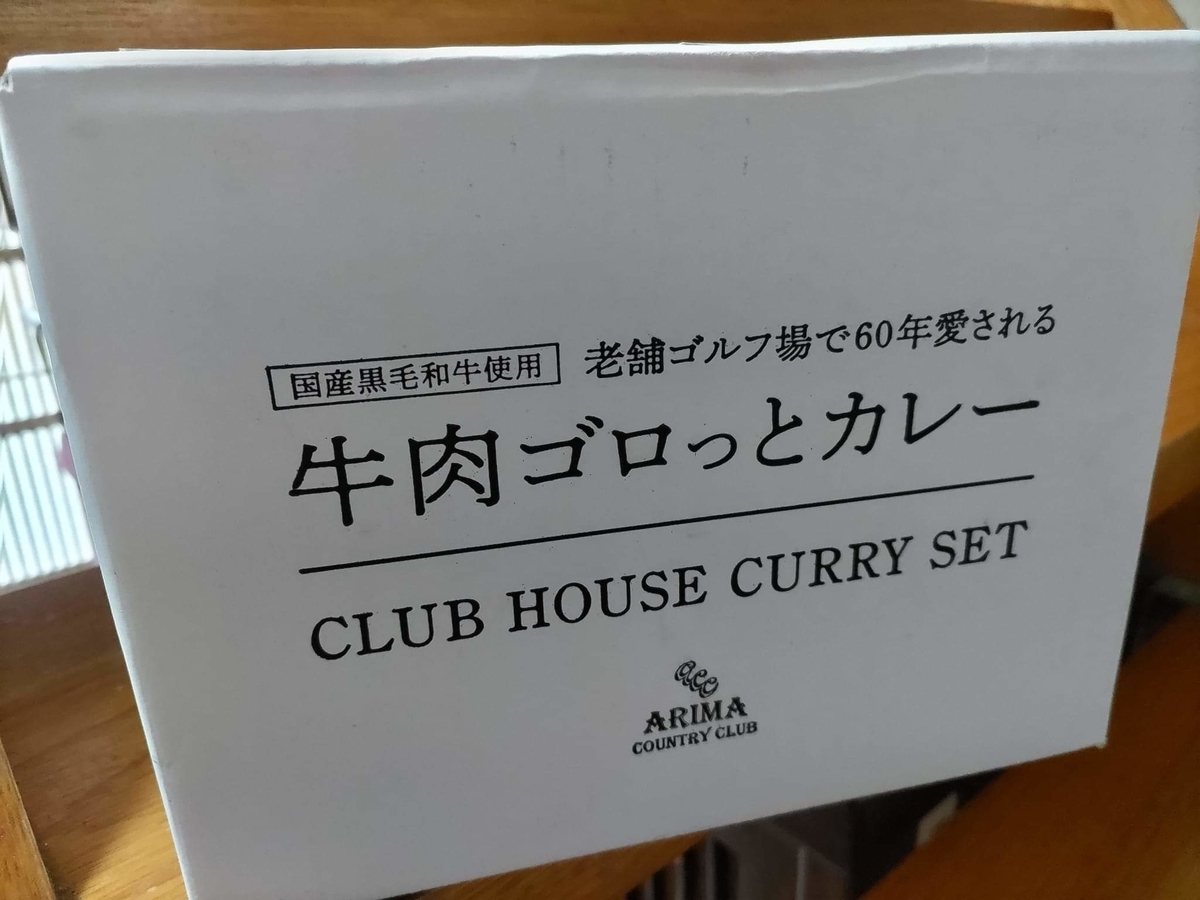 国産黒毛和牛使用 老舗ゴルフ場で60年愛される
牛肉ゴロっとカレー
CLUB HOUSE CURRY SET
acc
ARIMA
COUNTRY CLUB